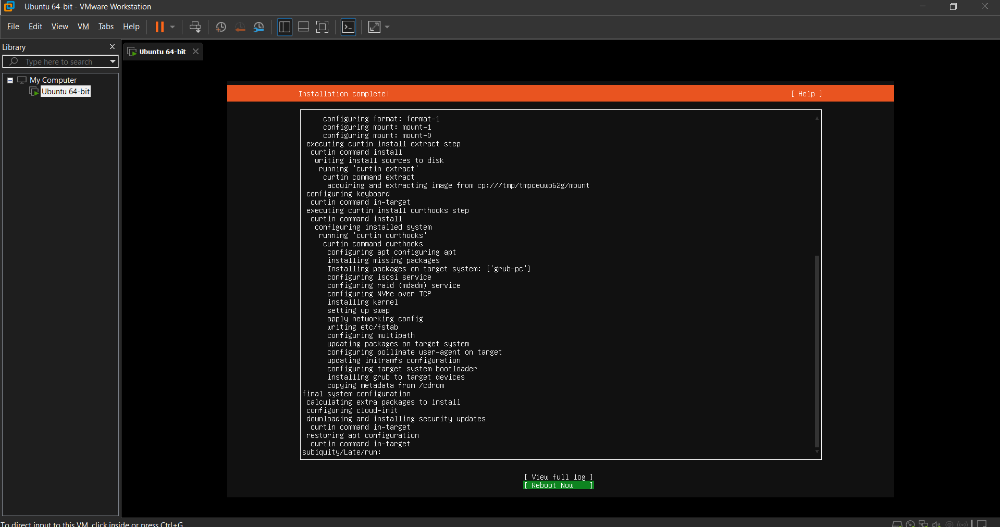 Ubuntu 64-bit - VMware Workstation
File Edit View VM Tabs Help
Library
Type here to search
My Computer
Ubuntu 64-bit
Ubuntu 64-bit
Installation complete! [ Help ]
configuring format: format-1
configuring mount: mount-1
configuring mount: mount-0
executing curtin install extract step
curtin command install
writing install sources to disk
running 'curtin extract'
curtin command extract
acquiring and extracting image from cp:///tmp/tmpceuwo62g/mount
configuring keyboard
curtin command in-target
executing curtin install curthooks step
curtin command install
configuring installed system
running 'curtin curthooks'
curtin command curthooks
configuring apt configuring apt
installing missing packages
Installing packages on target system: ['grub-pc']
configuring iscsi service
configuring raid (mdadm) service
configuring NVMe over TCP
installing kernel
setting up swap
apply networking config
writing etc/fstab
configuring multipath
updating packages on target system
configuring pollinate user-agent on target
updating initramfs configuration
configuring target system bootloader
installing grub to target devices
copying metadata from /cdrom
final system configuration
calculating extra packages to install
configuring cloud-init
downloading and installing security updates
curtin command in-target
restoring apt configuration
curtin command in-target
subiquity/Late/run:
[ View full log ]
[ Reboot Now ]
To direct input to this VM, click inside or press Ctrl+G.